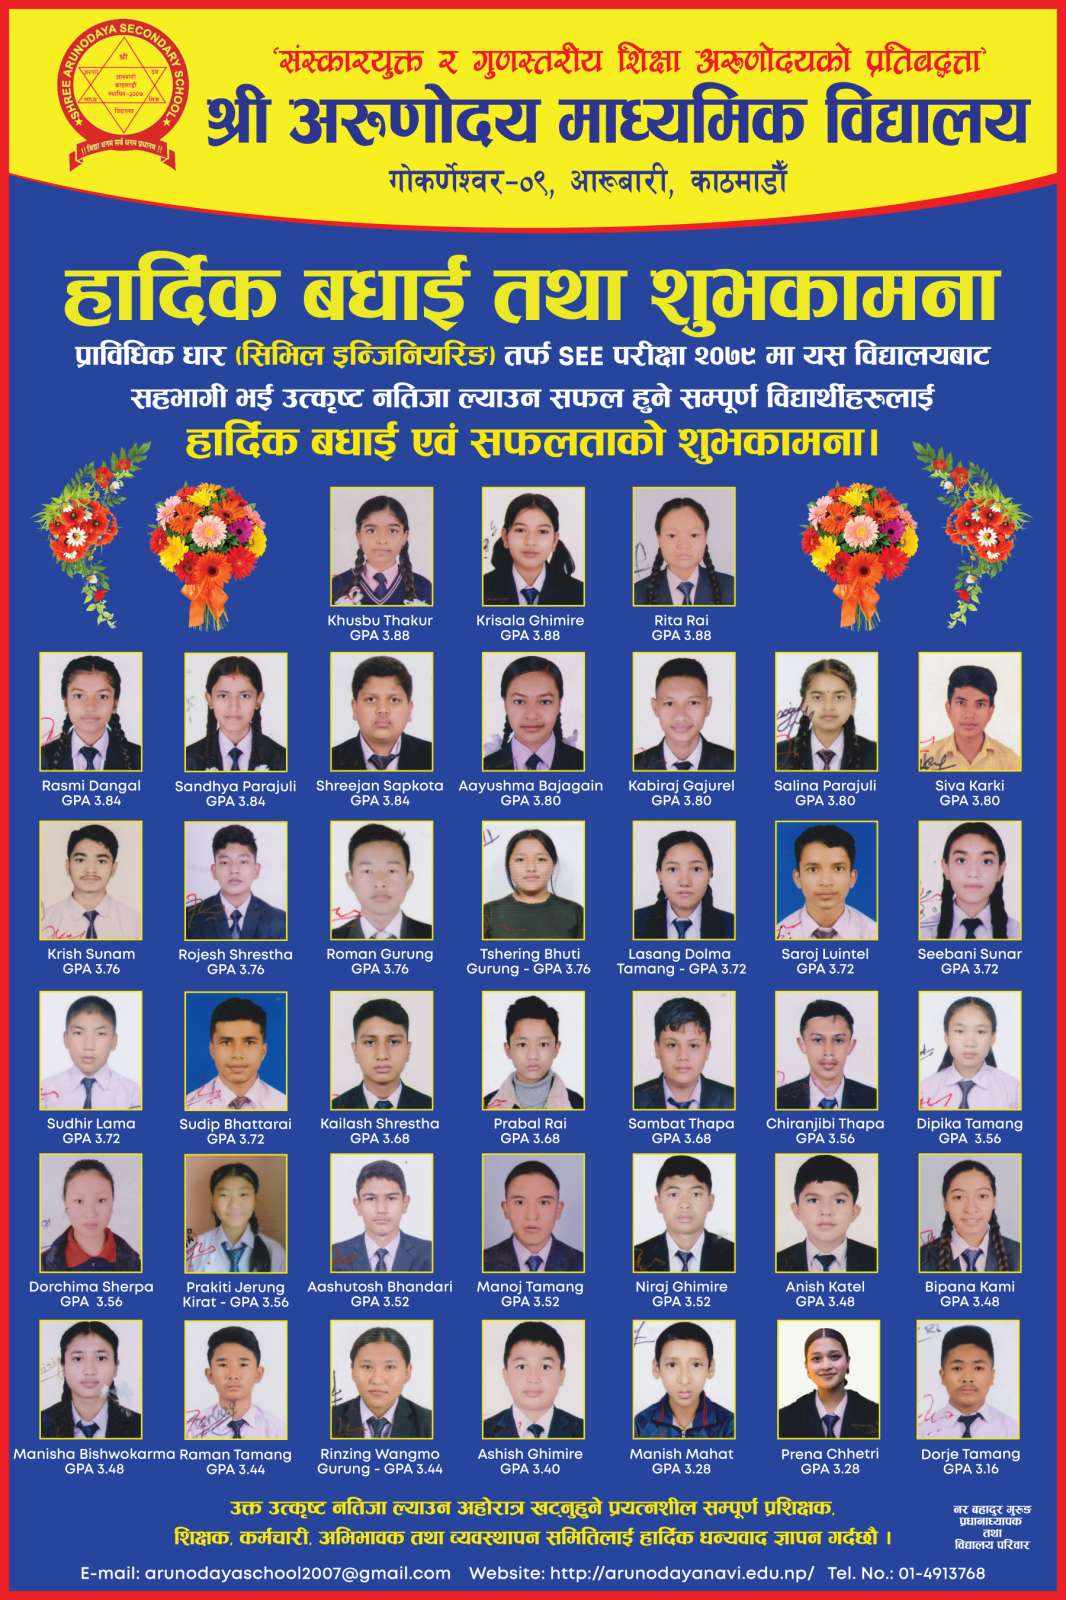 SHREE ARUNODAYA SECONDARY SCHOOL
श्री
विद्यालय
'संस्कारयुक्त र गुणस्तरीय शिक्षा अरूणोदयको प्रतिबद्धता'
श्री अरूणोदय माध्यमिक विद्यालय
गोकर्णेश्वर-०९, आरूबारी, काठमाडौँ
हार्दिक बधाई तथा शुभकामना
प्राविधिक धार (सिभिल इन्जिनियरिङ) तर्फ SEE परीक्षा २०७९ मा यस विद्यालयबाट
सहभागी भई उत्कृष्ट नतिजा ल्याउन सफल हुने सम्पूर्ण विद्यार्थीहरूलाई
हार्दिक बधाई एवं सफलताको शुभकामना।
Khusbu Thakur
GPA 3.88
Krisala Ghimire
GPA 3.88
Rita Rai
GPA 3.88
Rasmi Dangal
GPA 3.84
Sandhya Parajuli
GPA 3.84
Shreejan Sapkota
GPA 3.84
Aayushma Bajagain
GPA 3.80
Kabiraj Gajurel
GPA 3.80
Salina Parajuli
GPA 3.80
Siva Karki
GPA 3.80
Krish Sunam
GPA 3.76
Rojesh Shrestha
GPA 3.76
Roman Gurung
GPA 3.76
Tshering Bhuti
Gurung - GPA 3.76
Lasang Dolma
Tamang - GPA 3.72
Saroj Luintel
GPA 3.72
Seebani Sunar
GPA 3.72
Sudhir Lama
GPA 3.72
Sudip Bhattarai
GPA 3.72
Kailash Shrestha
GPA 3.68
Prabal Rai
GPA 3.68
Sambat Thapa
GPA 3.68
Chiranjibi Thapa
GPA 3.56
Dipika Tamang
GPA 3.56
Dorchima Sherpa
GPA 3.56
Prakiti Jerung
Kirat - GPA 3.56
Aashutosh Bhandari
GPA 3.52
Manoj Tamang
GPA 3.52
Niraj Ghimire
GPA 3.52
Anish Katel
GPA 3.48
Bipana Kami
GPA 3.48
Manisha Bishwokarma
GPA 3.48
Raman Tamang
GPA 3.44
Rinzing Wangmo
Gurung - GPA 3.44
Ashish Ghimire
GPA 3.40
Manish Mahat
GPA 3.28
Prena Chhetri
GPA 3.28
Dorje Tamang
GPA 3.16
उक्त उत्कृष्ट नतिजा ल्याउन अहोरात्र खट्नुहुने प्रयत्नशील सम्पूर्ण प्रशिक्षक,
शिक्षक, कर्मचारी, अभिभावक तथा व्यवस्थापन समितिलाई हार्दिक धन्यवाद ज्ञापन गर्दछौ ।
नर बहादुर गुरूङ
प्रधानाध्यापक
तथा
विद्यालय परिवार
E-mail: arunodayaschool2007@gmail.com Website: http://arunodayanavi.edu.np/ Tel. No.: 01-4913768